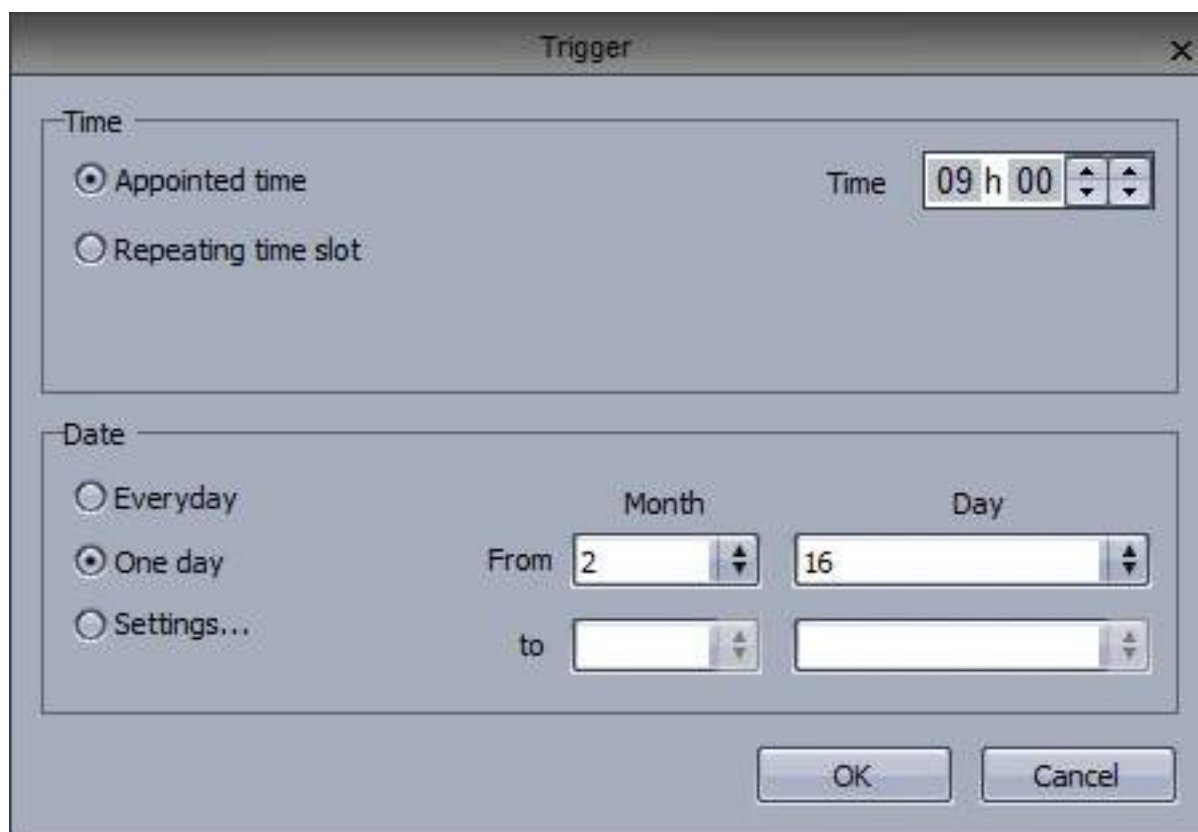 Trigger
Time
Appointed time
Time 09 h 00
Repeating time slot
Date
Everyday
Month Day
One day
From 2 16
Settings...
to
OK Cancel